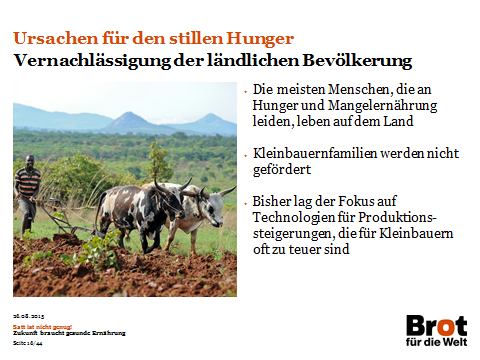 Ursachen für den stillen Hunger
Vernachlässigung der ländlichen Bevölkerung
Die meisten Menschen, die an
Hunger und Mangelernährung
leiden, leben auf dem Land
Kleinbauernfamilien werden nicht
gefördert
Bisher lag der Fokus auf
Technologien für Produktions-
steigerungen, die für Kleinbauern
oft zu teuer sind
26.08.2015
Satt ist nicht genug!
Zukunft braucht gesunde Ernährung
Seite 16/44
Brot
für die Welt